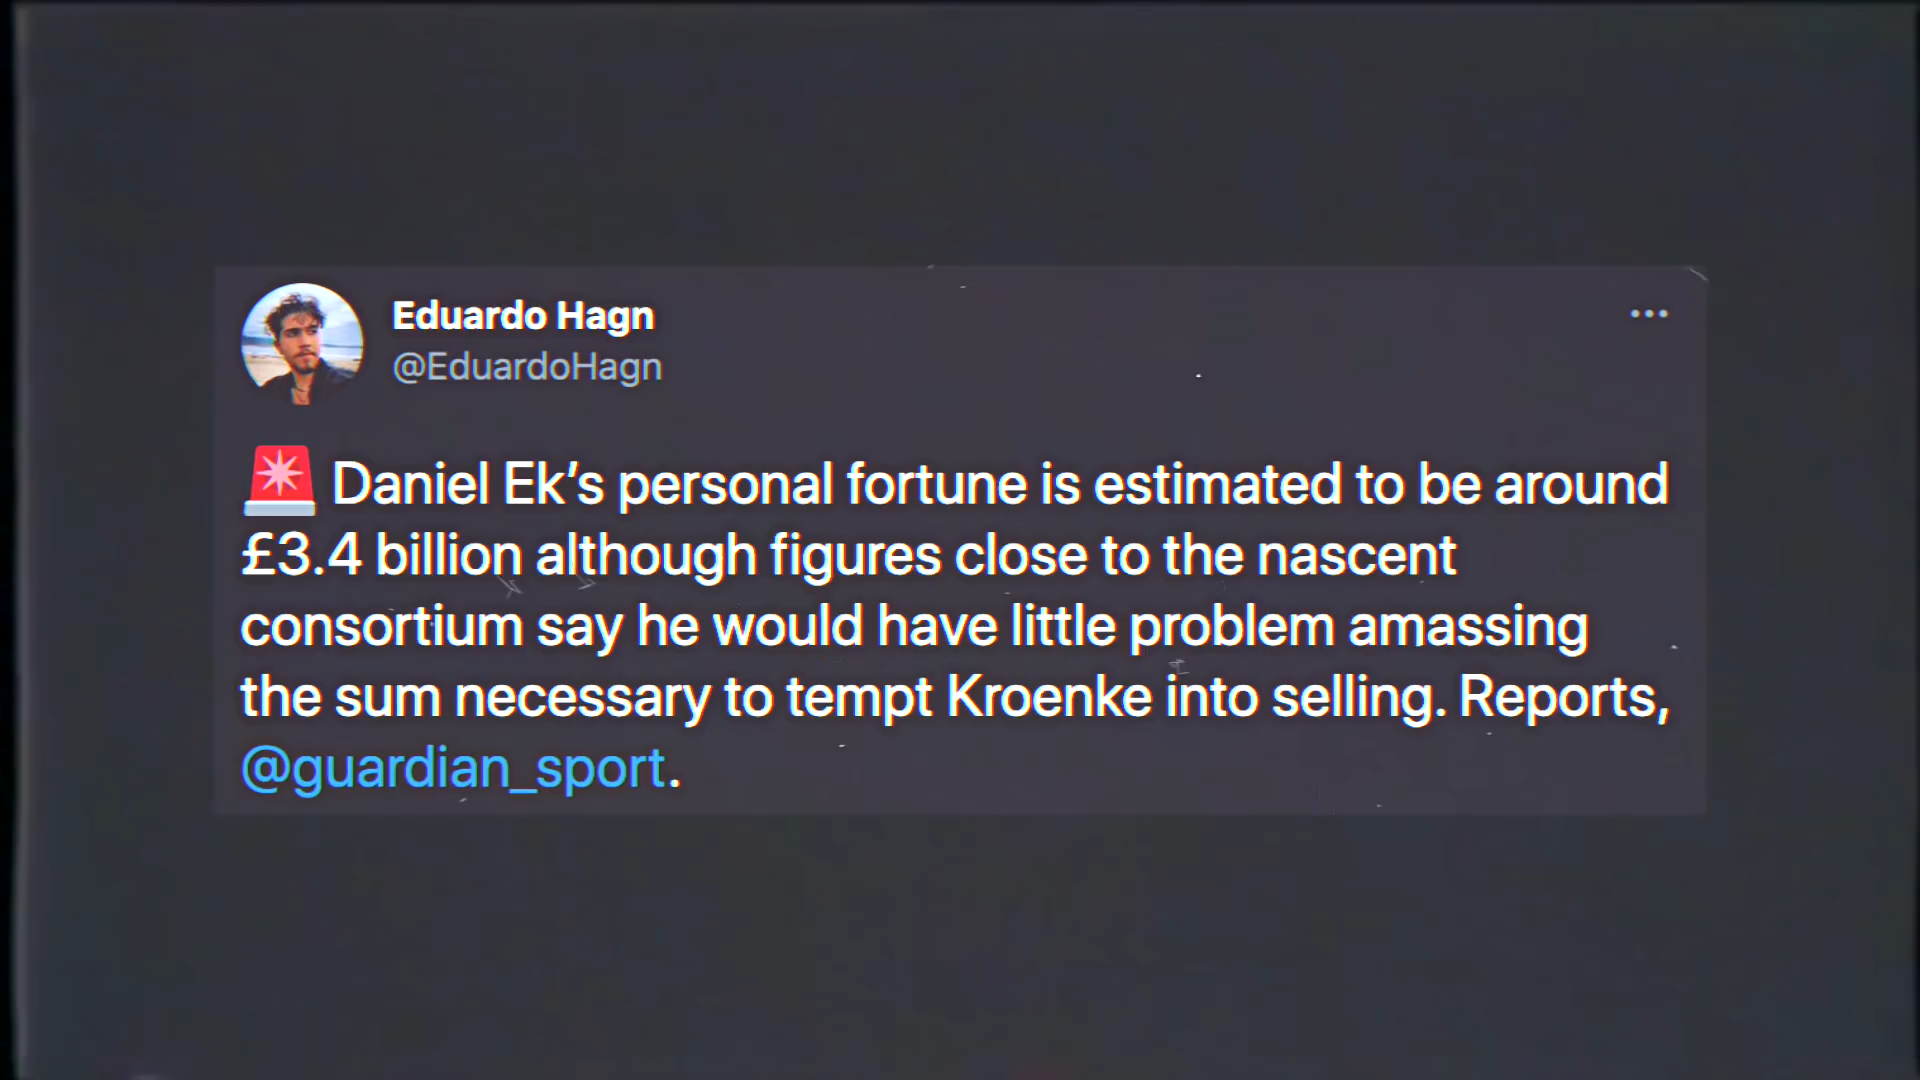 Eduardo Hagn
@EduardoHagn
🚨 Daniel Ek’s personal fortune is estimated to be around
£3.4 billion although figures close to the nascent
consortium say he would have little problem amassing
the sum necessary to tempt Kroenke into selling. Reports,
@guardian_sport.